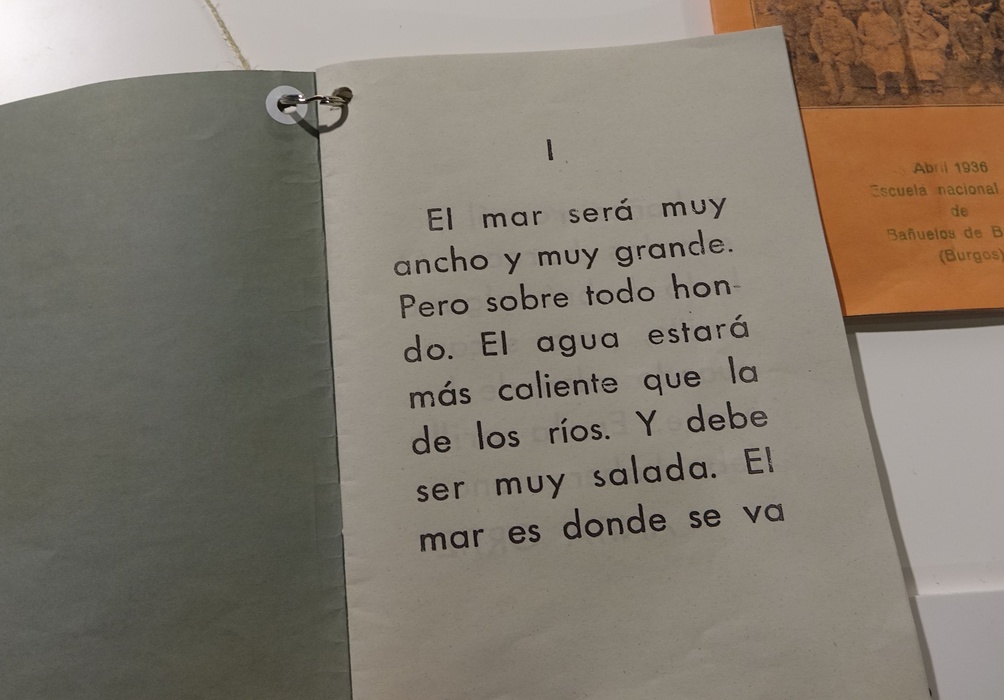 I
El mar será muy
ancho y muy grande.
Pero sobre todo hon-
do. El agua estará
más caliente que la
de los ríos. Y debe
ser muy salada. El
mar es donde se va
Abril 1936
Escuela nacional
de
Bañuelos de B
(Burgos)